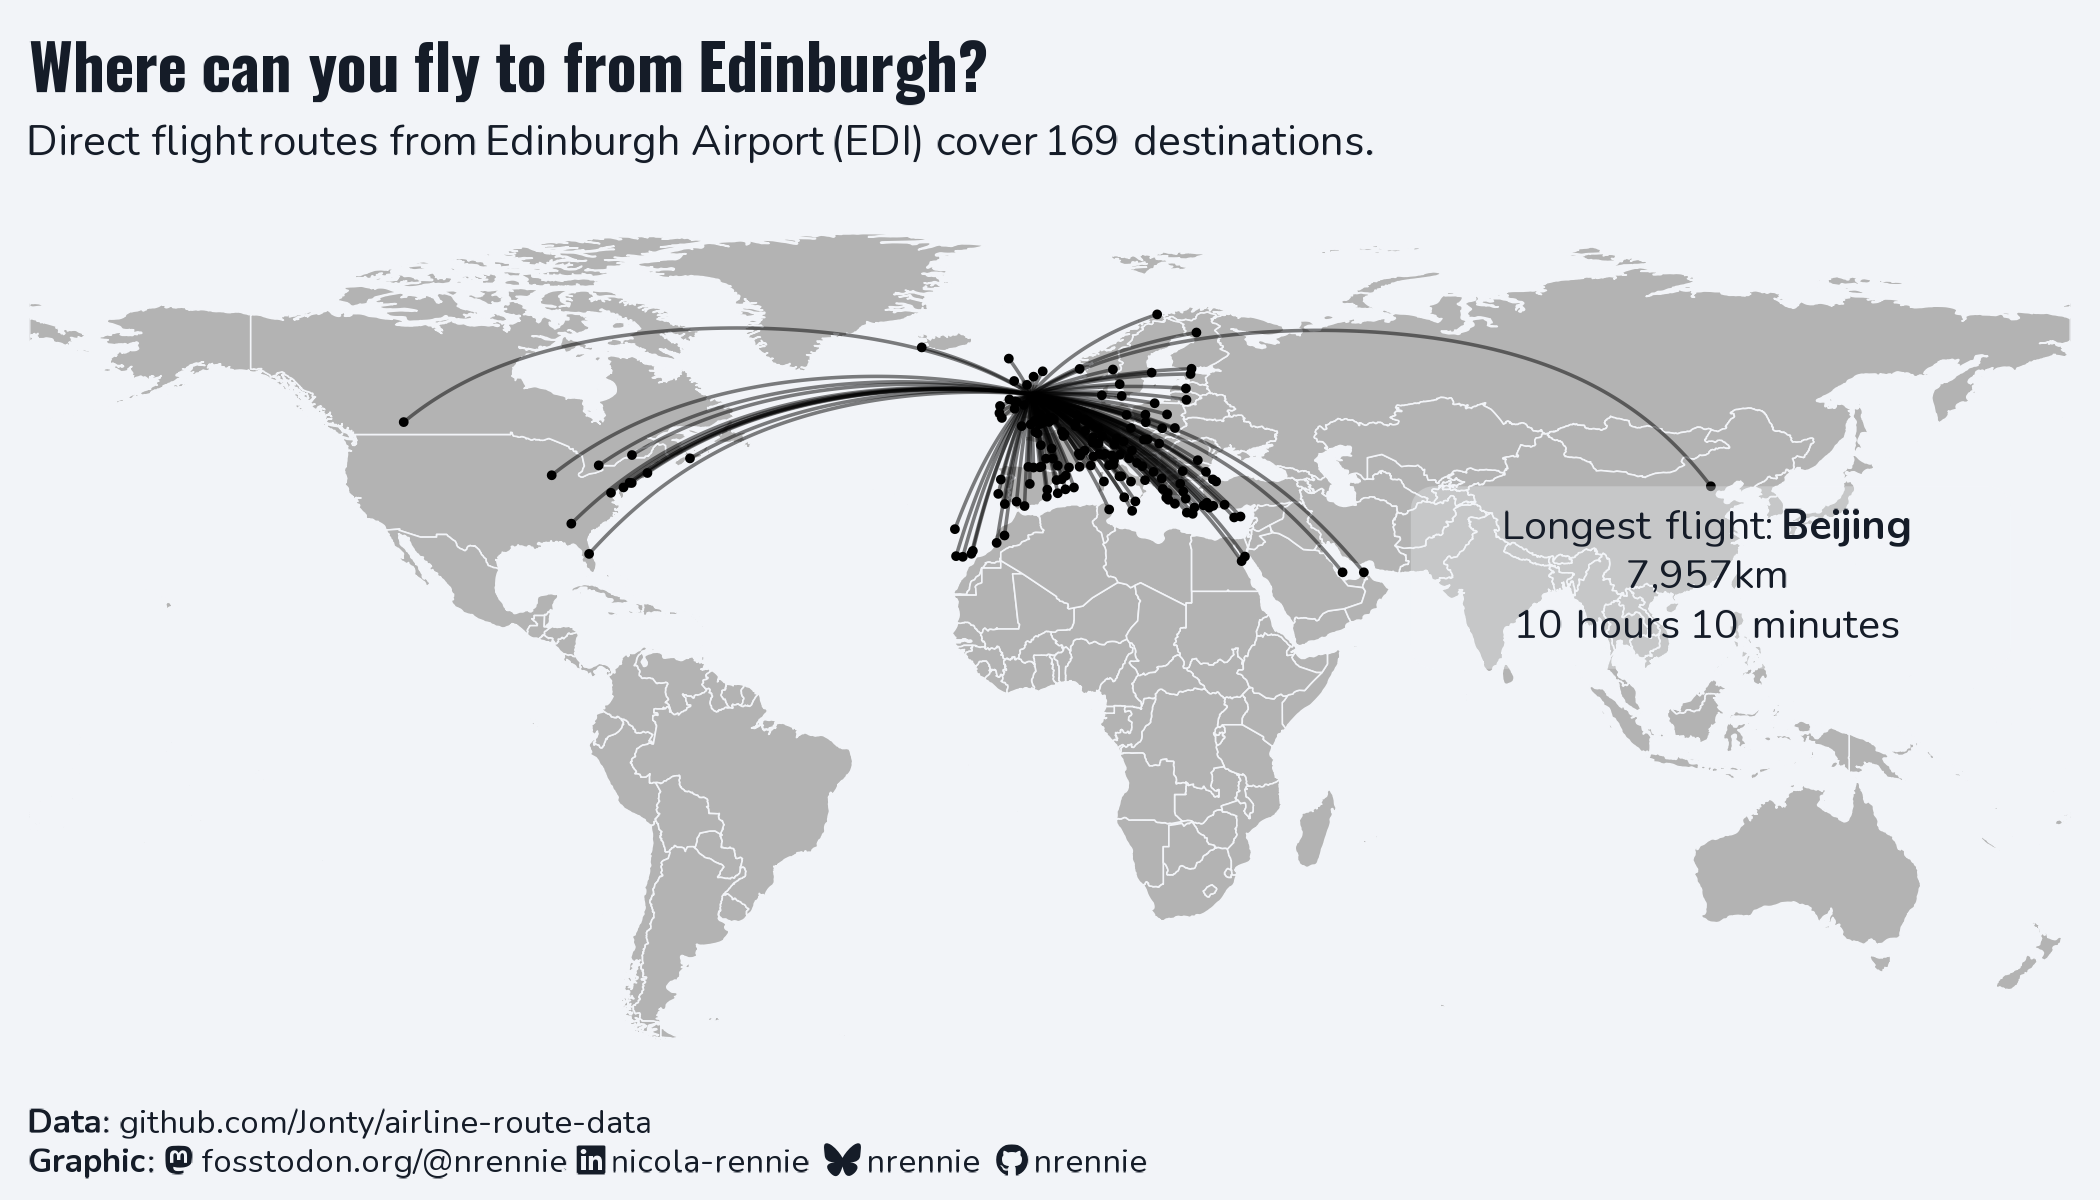 Where can you fly to from Edinburgh?
Direct flight routes from Edinburgh Airport (EDI) cover 169 destinations.
Longest flight: Beijing
7,957km
10 hours 10 minutes
Data: github.com/Jonty/airline-route-data
Graphic: fosstodon.org/@nrennie nicola-rennie nrennie nrennie